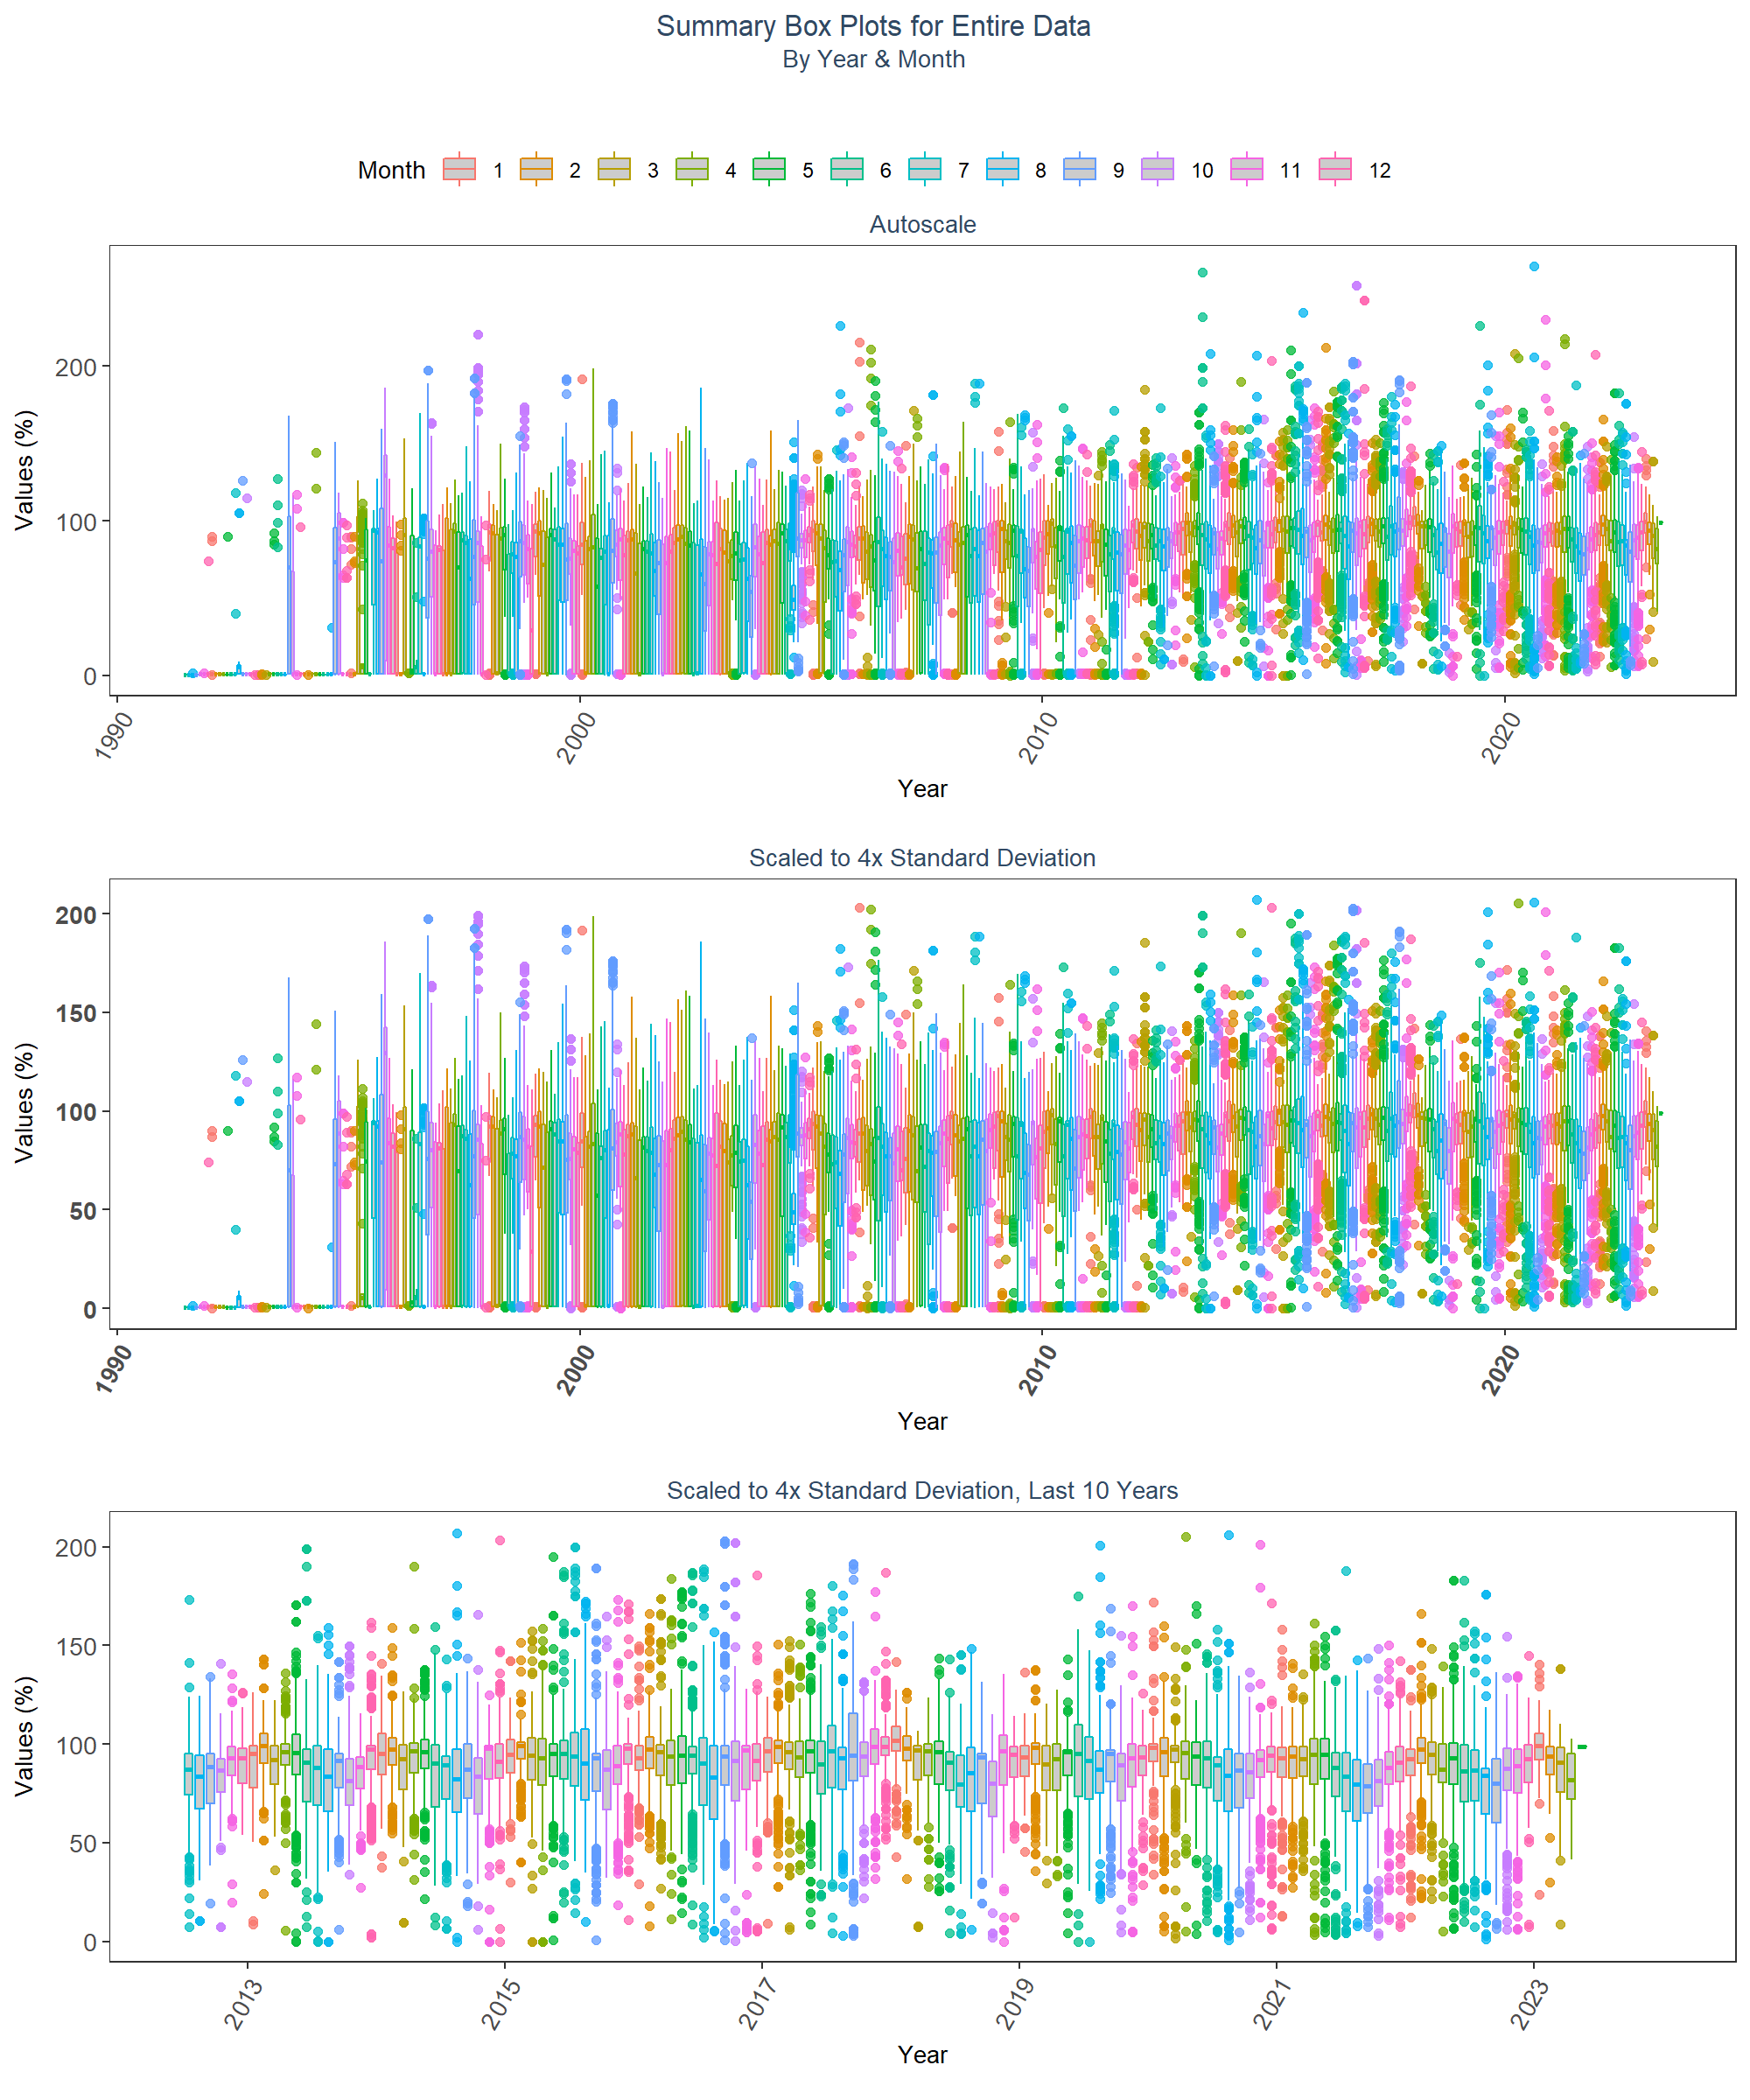 Summary Box Plots for Entire Data
By Year & Month
Month 1 2 3 4 5 6 7 8 9 10 11 12
Autoscale
Values (%)
200
100
0
1990 2000 2010 2020
Year
Scaled to 4x Standard Deviation
Values (%)
200
150
100
50
0
1990 2000 2010 2020
Year
Scaled to 4x Standard Deviation, Last 10 Years
Values (%)
200
150
100
50
0
2013 2015 2017 2019 2021 2023
Year